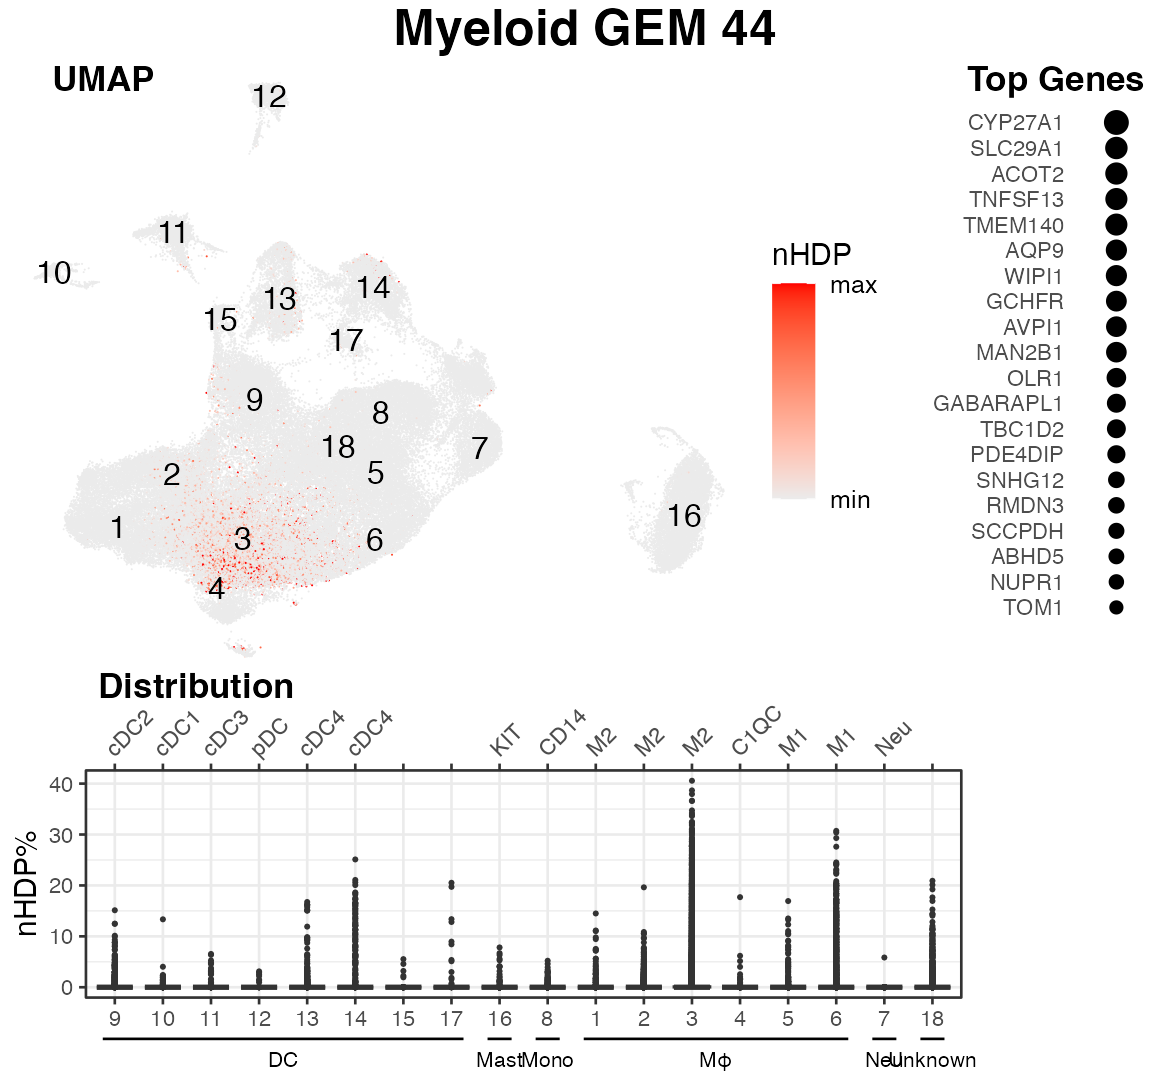 Myeloid GEM 44
UMAP
12
11
10
13
14
15
17
9
8
18
7
2
5
1
3
6
4
16
nHDP
max
min
Top Genes
CYP27A1
SLC29A1
ACOT2
TNFSF13
TMEM140
AQP9
WIPI1
GCHFR
AVPI1
MAN2B1
OLR1
GABARAPL1
TBC1D2
PDE4DIP
SNHG12
RMDN3
SCCPDH
ABHD5
NUPR1
TOM1
Distribution
cDC2 cDC1 cDC3 pDC cDC4 cDC4 KIT CD14 M2 M2 M2 C1QC M1 M1 Neu
nHDP%
40
30
20
10
0
9 10 11 12 13 14 15 17 16 8 1 2 3 4 5 6 7 18
DC Mast Mono Mϕ Neu Unknown